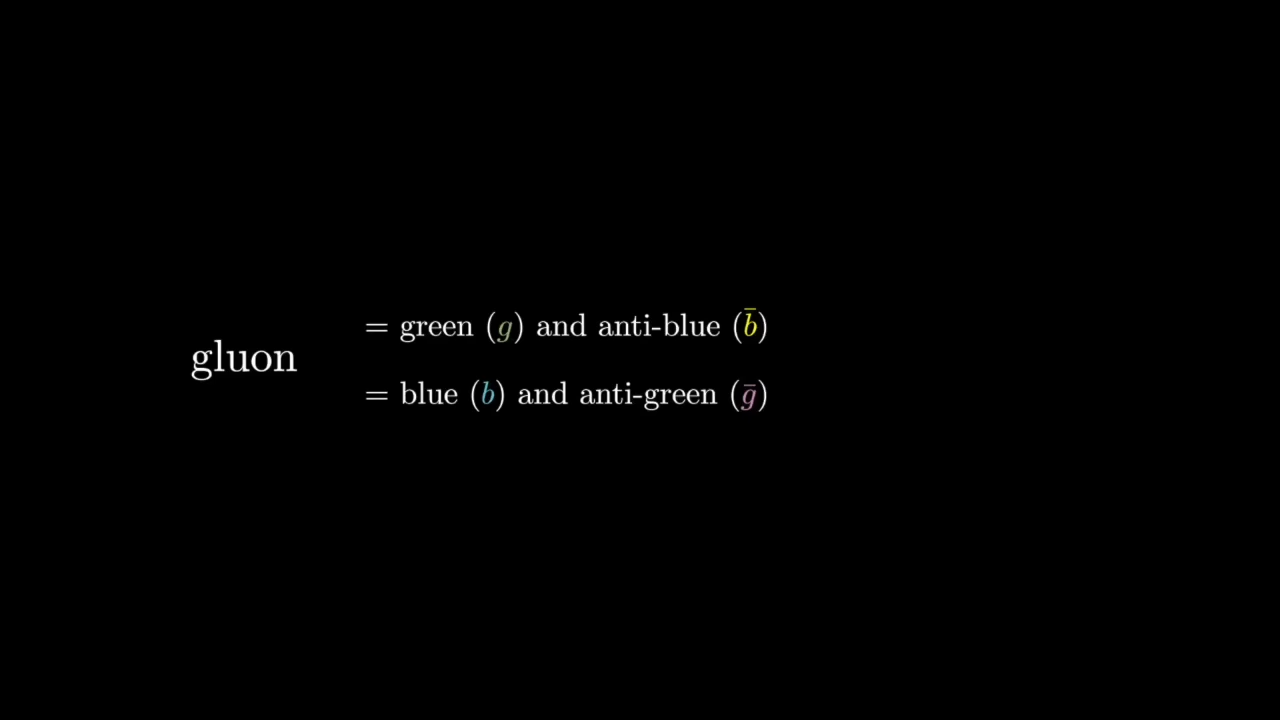 gluon
= green (g) and anti-blue (b̄)
= blue (b) and anti-green (ḡ)